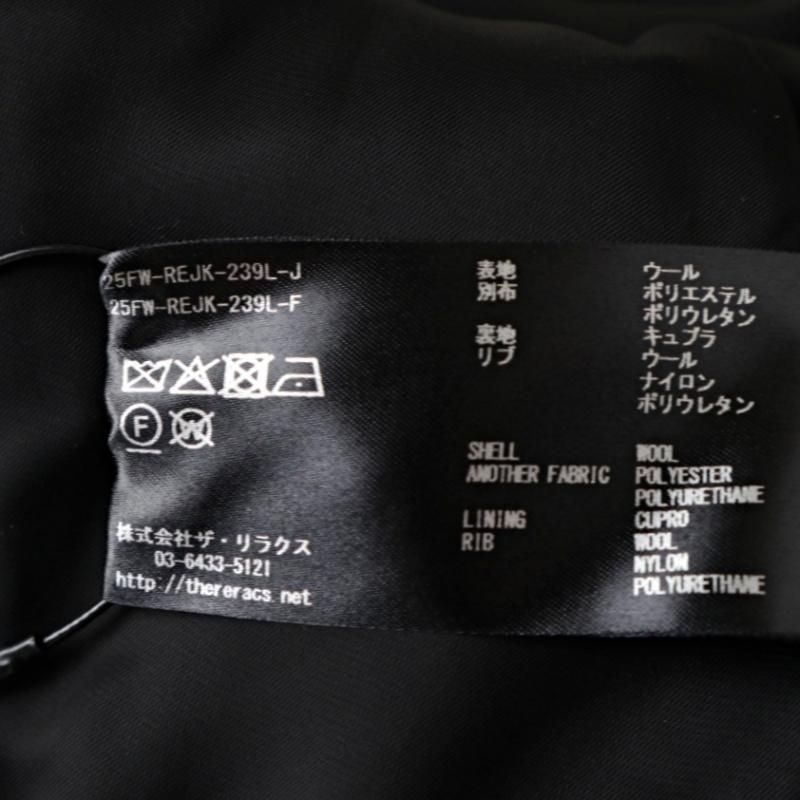 25FW-REJK-239L-J
25FW-REJK-239L-F
F
W
株式会社ザ・リラクス
03-6433-5121
http://thereracs.net
表地 ウール
別布 ポリエステル
ポリウレタン
裏地 キュプラ
リブ ウール
ナイロン
ポリウレタン
SHELL WOOL
ANOTHER FABRIC POLYESTER
POLYURETHANE
LINING CUPRO
RIB WOOL
NYLON
POLYURETHANE